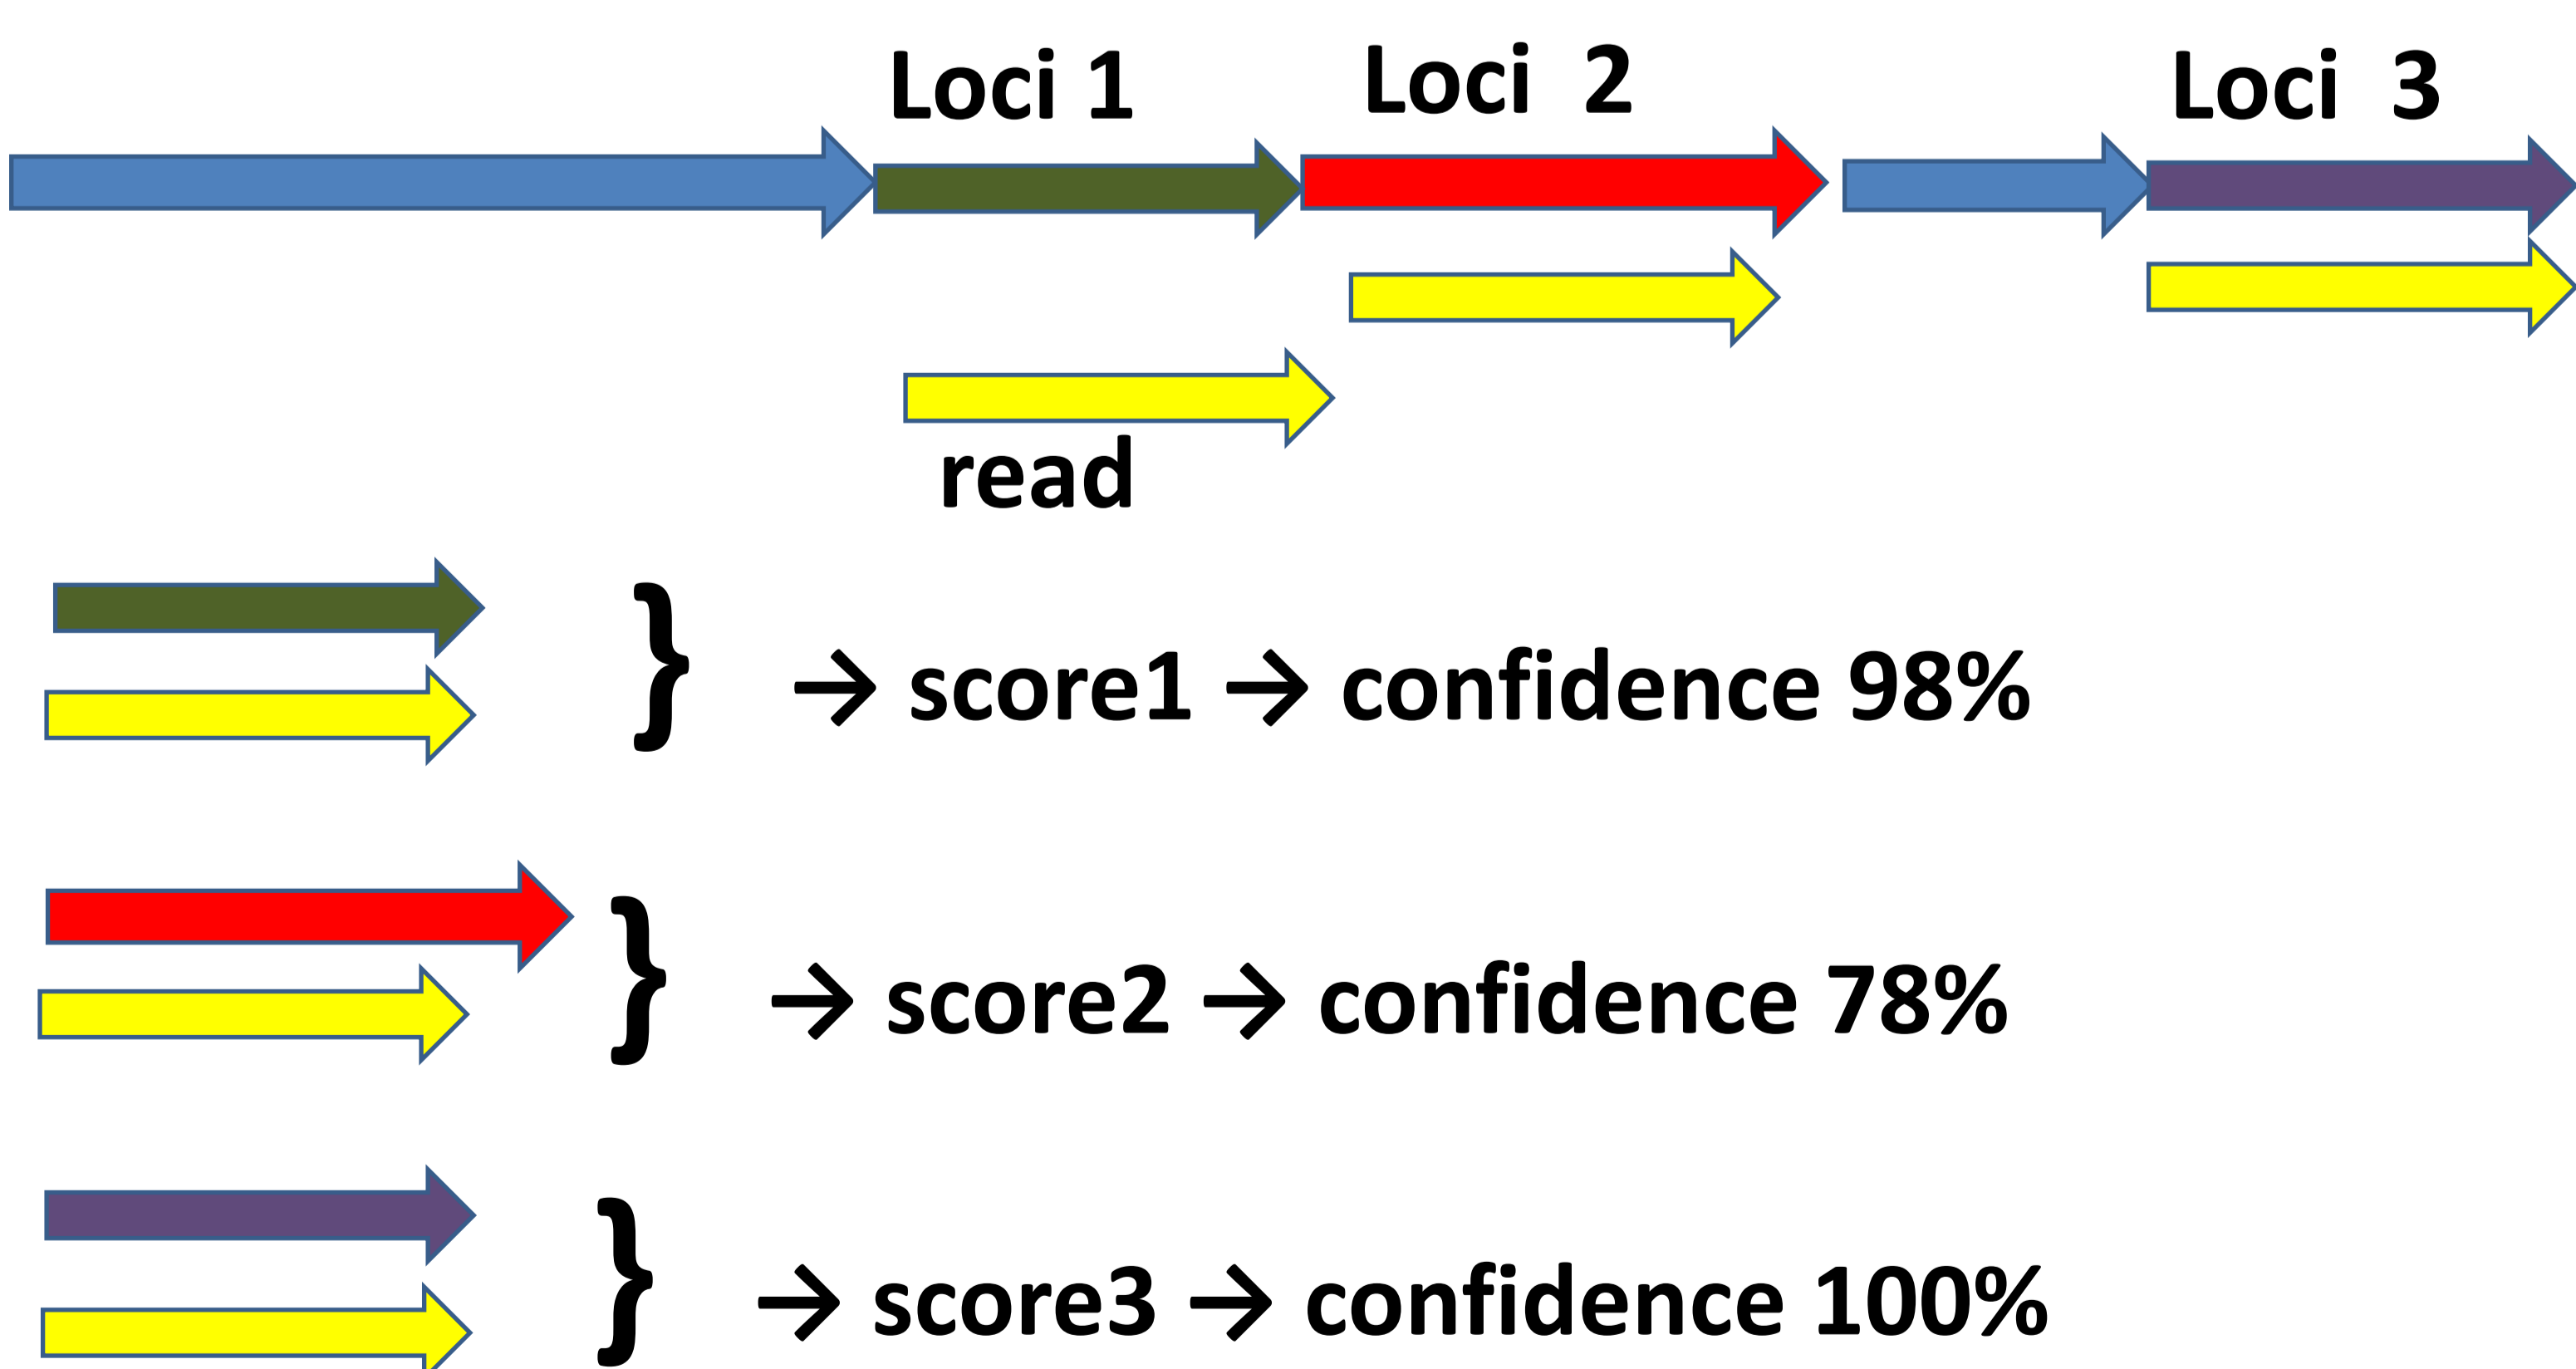 Loci 1 Loci  2 Loci  3
read
} → score1 → confidence 98%
} → score2 → confidence 78%
} → score3 → confidence 100%